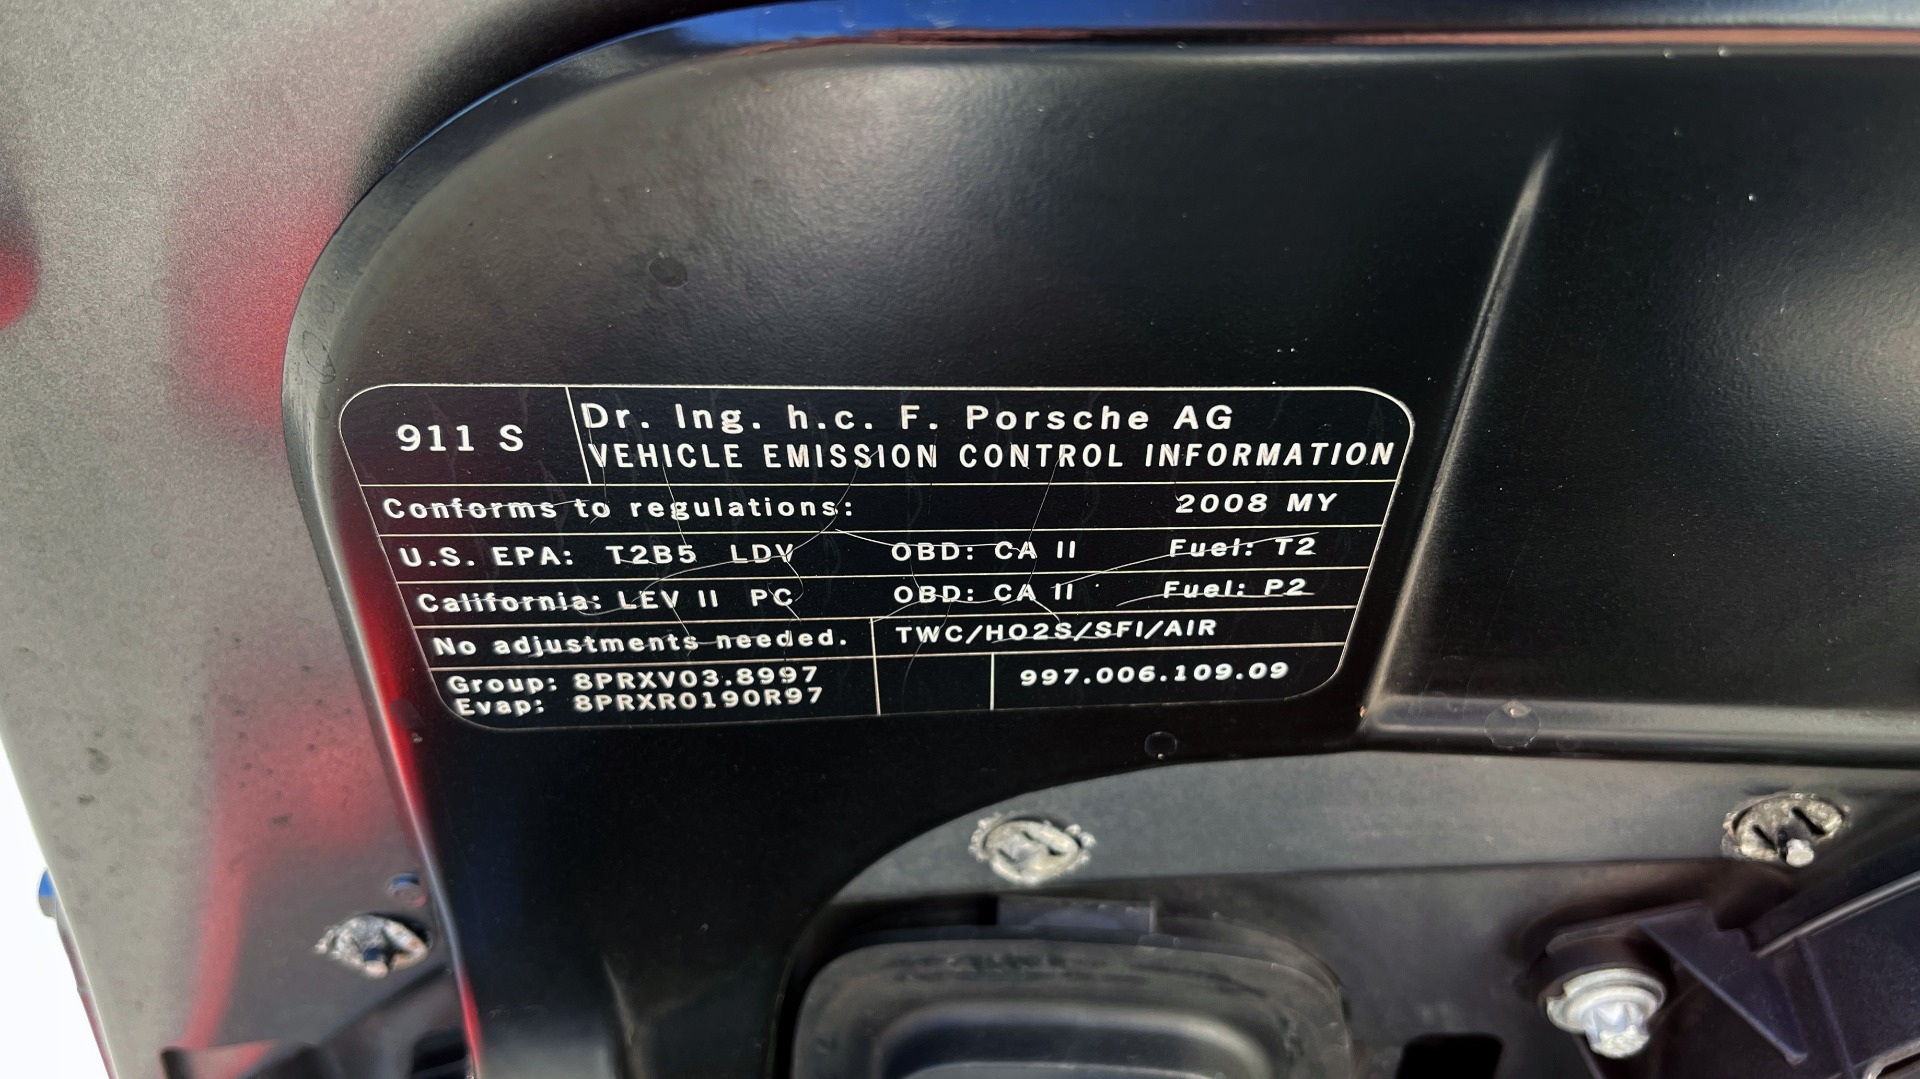 911 S
Dr. Ing. h.c. F. Porsche AG
VEHICLE EMISSION CONTROL INFORMATION
Conforms to regulations: 2008 MY
U.S. EPA: T2B5 LDV OBD: CA II Fuel: T2
California: LEV II PC OBD: CA II Fuel: P2
No adjustments needed. TWC/HO2S/SFI/AIR
Group: 8PRXV03.8997
Evap: 8PRXR0190R97
997.006.109.09